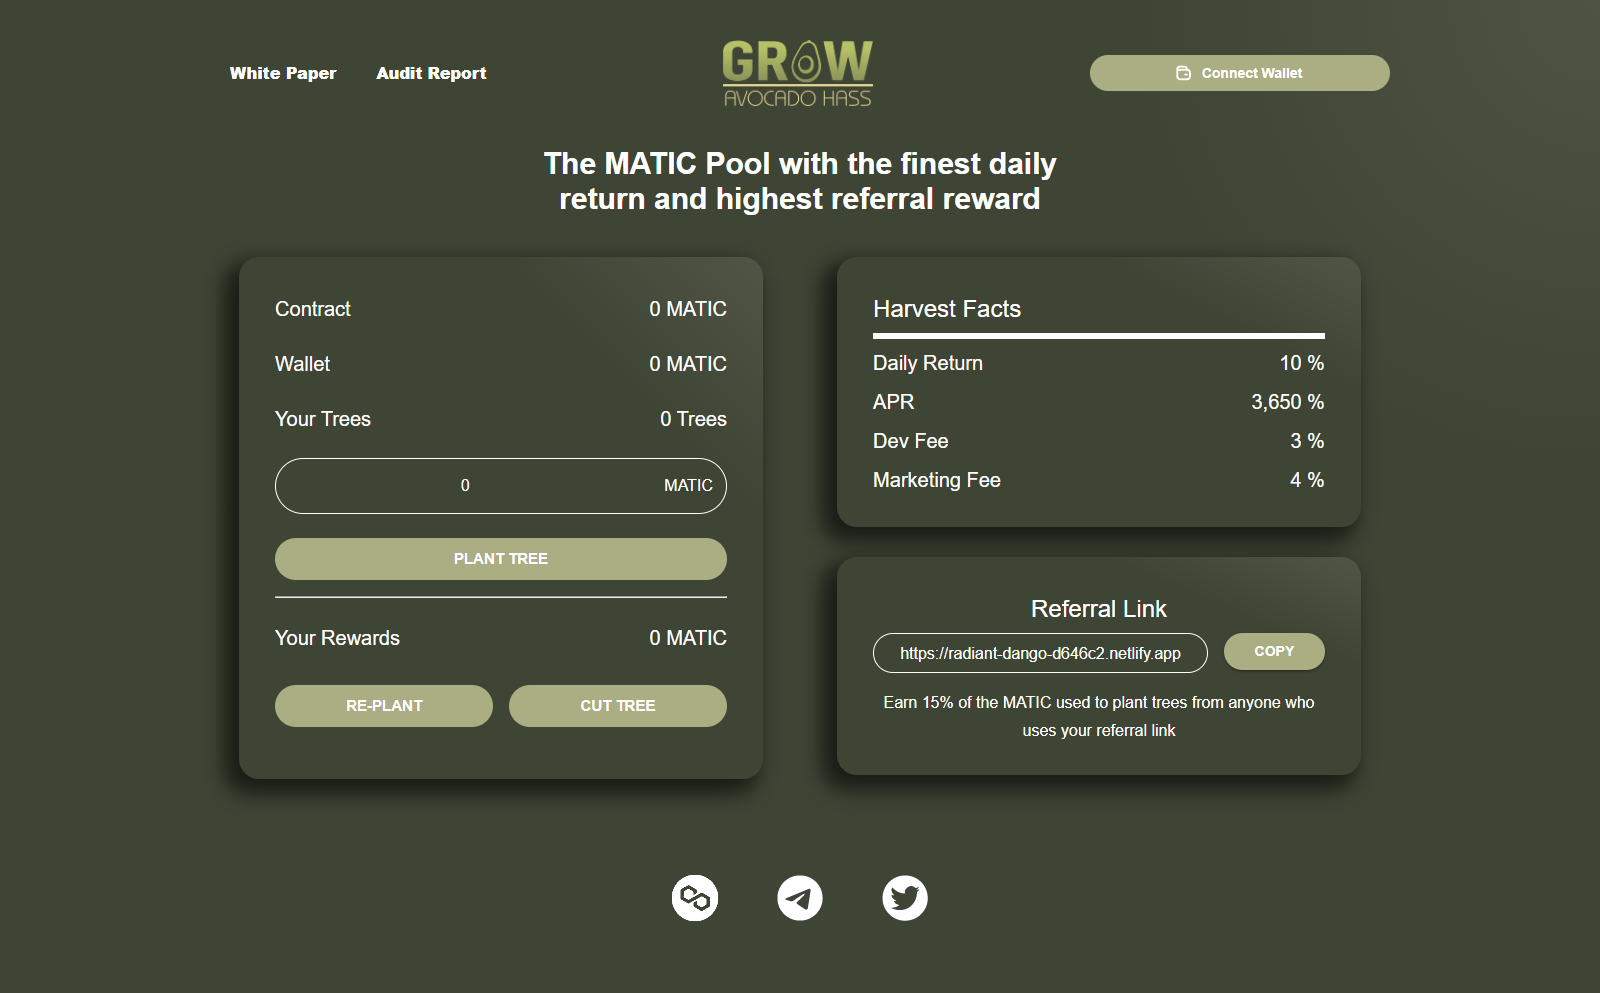 White Paper
Audit Report
GROW
AVOCADO HASS
Connect Wallet
The MATIC Pool with the finest daily
return and highest referral reward
Contract 0 MATIC
Wallet 0 MATIC
Your Trees 0 Trees
0 MATIC
PLANT TREE
Your Rewards 0 MATIC
RE-PLANT
CUT TREE
Harvest Facts
Daily Return 10 %
APR 3,650 %
Dev Fee 3 %
Marketing Fee 4 %
Referral Link
https://radiant-dango-d646c2.netlify.app
COPY
Earn 15% of the MATIC used to plant trees from anyone who
uses your referral link